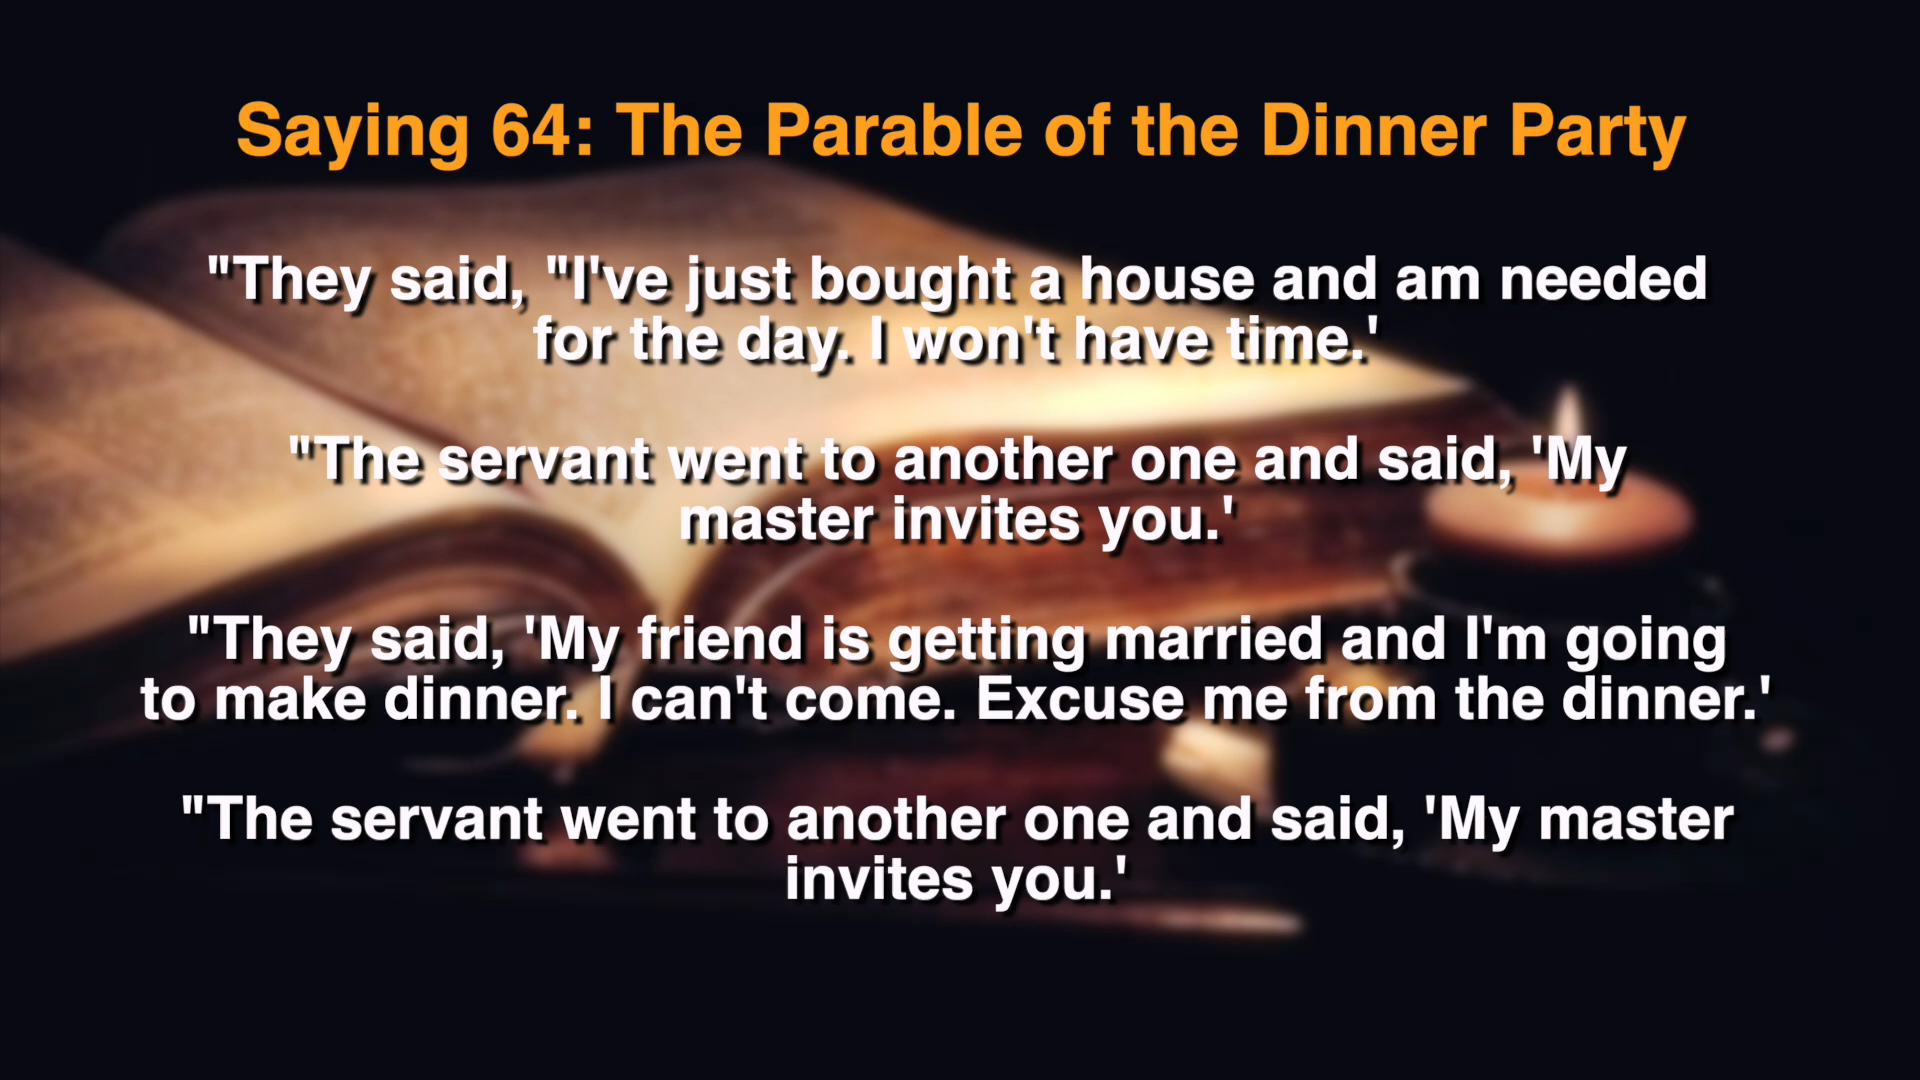 Saying 64: The Parable of the Dinner Party
"They said, "I've just bought a house and am needed
for the day. I won't have time.'
"The servant went to another one and said, 'My
master invites you.'
"They said, 'My friend is getting married and I'm going
to make dinner. I can't come. Excuse me from the dinner.'
"The servant went to another one and said, 'My master
invites you.'